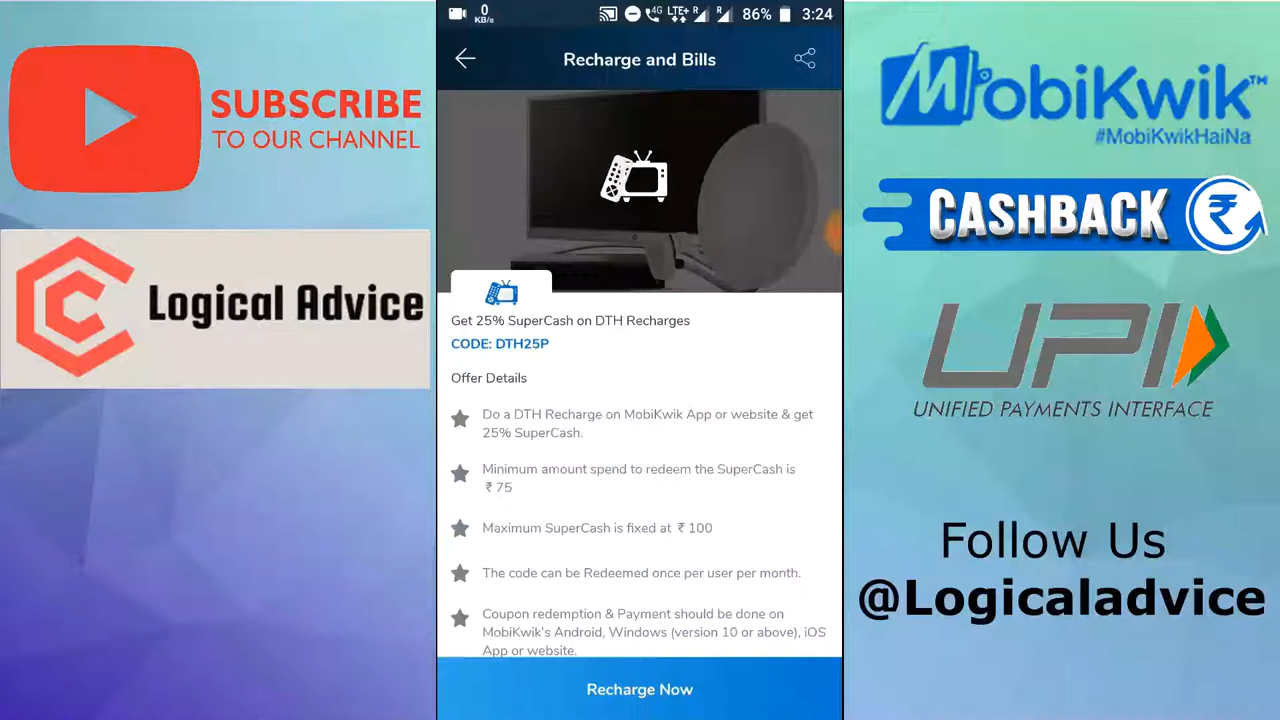 SUBSCRIBE
TO OUR CHANNEL
Logical Advice
0
KB/s
4G
LTE+
R
R
86%
3:24
Recharge and Bills
Get 25% SuperCash on DTH Recharges
CODE: DTH25P
Offer Details
Do a DTH Recharge on MobiKwik App or website & get
25% SuperCash.
Minimum amount spend to redeem the SuperCash is
₹ 75
Maximum SuperCash is fixed at ₹ 100
The code can be Redeemed once per user per month.
Coupon redemption & Payment should be done on
MobiKwik's Android, Windows (version 10 or above), iOS
App or website.
Recharge Now
MobiKwik™
#MobiKwikHaiNa
CASHBACK ₹
UPI
UNIFIED PAYMENTS INTERFACE
Follow Us
@Logicaladvice